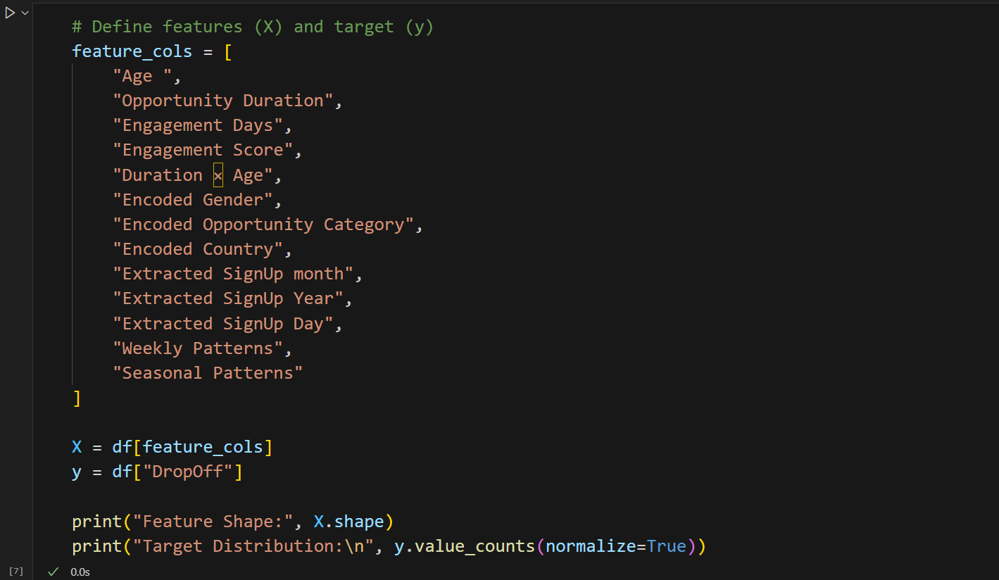 # Define features (X) and target (y)
feature_cols = [
    "Age ",
    "Opportunity Duration",
    "Engagement Days",
    "Engagement Score",
    "Duration × Age",
    "Encoded Gender",
    "Encoded Opportunity Category",
    "Encoded Country",
    "Extracted SignUp month",
    "Extracted SignUp Year",
    "Extracted SignUp Day",
    "Weekly Patterns",
    "Seasonal Patterns"
]
X = df[feature_cols]
y = df["DropOff"]
print("Feature Shape:", X.shape)
print("Target Distribution:\n", y.value_counts(normalize=True))
[7] ✓ 0.0s